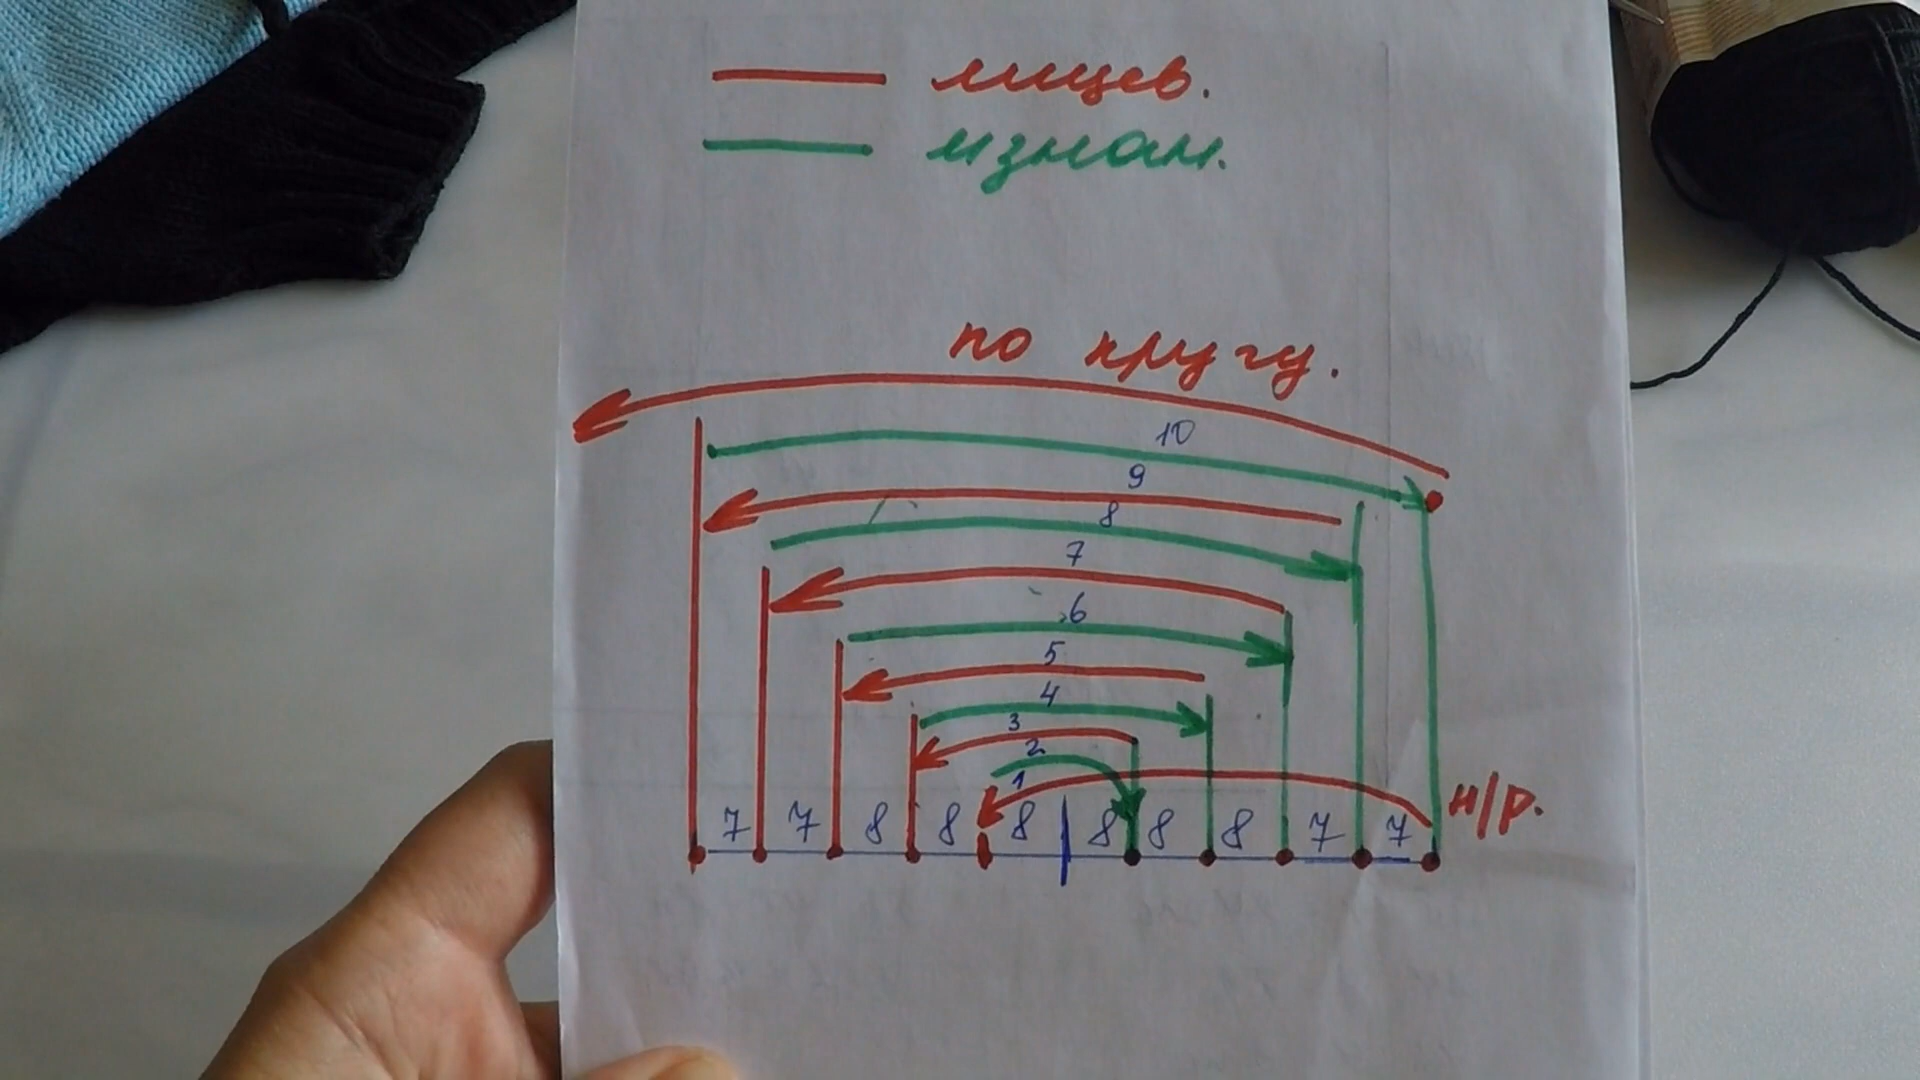 лицев.
изнан.
по кругу.
10
9
8
7
6
5
4
3
2
1
7 7 8 8 8 8 8 8 7 7 н/р.